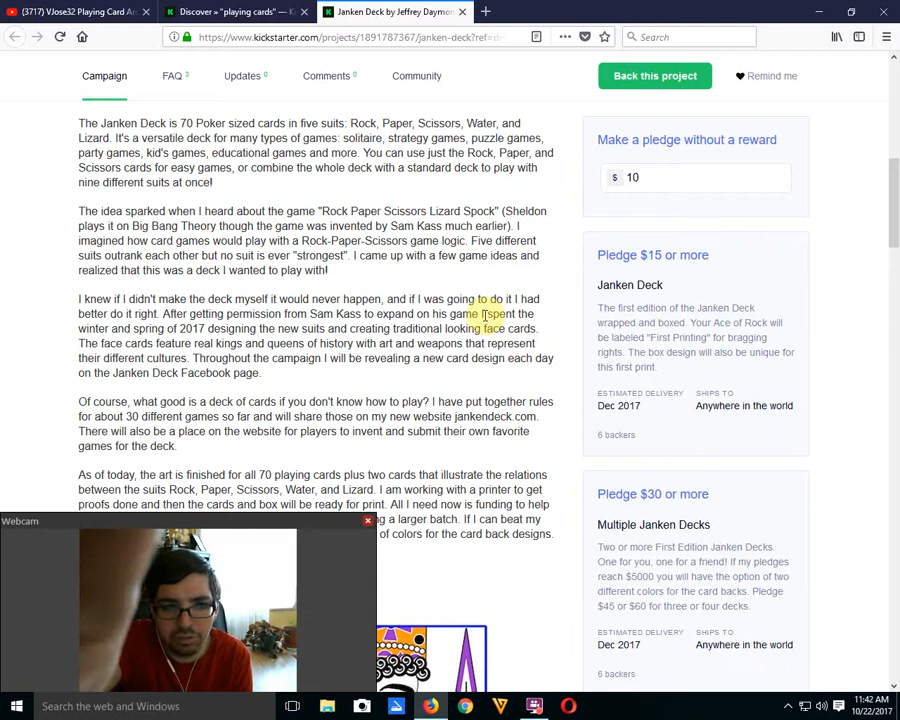 (3717) VJose32 Playing Card Arc
Discover » "playing cards" — K
Janken Deck by Jeffrey Daymon
https://www.kickstarter.com/projects/1891787367/janken-deck?ref=dis
Search
Campaign
FAQ 3
Updates 0
Comments 0
Community
Back this project
Remind me
The Janken Deck is 70 Poker sized cards in five suits: Rock, Paper, Scissors, Water, and
Lizard. It's a versatile deck for many types of games: solitaire, strategy games, puzzle games,
party games, kid's games, educational games and more. You can use just the Rock, Paper, and
Scissors cards for easy games, or combine the whole deck with a standard deck to play with
nine different suits at once!
The idea sparked when I heard about the game "Rock Paper Scissors Lizard Spock" (Sheldon
plays it on Big Bang Theory though the game was invented by Sam Kass much earlier). I
imagined how card games would play with a Rock-Paper-Scissors game logic. Five different
suits outrank each other but no suit is ever "strongest". I came up with a few game ideas and
realized that this was a deck I wanted to play with!
I knew if I didn't make the deck myself it would never happen, and if I was going to do it I had
better do it right. After getting permission from Sam Kass to expand on his game I spent the
winter and spring of 2017 designing the new suits and creating traditional looking face cards.
The face cards feature real kings and queens of history with art and weapons that represent
their different cultures. Throughout the campaign I will be revealing a new card design each day
on the Janken Deck Facebook page.
Of course, what good is a deck of cards if you don't know how to play? I have put together rules
for about 30 different games so far and will share those on my new website jankendeck.com.
There will also be a place on the website for players to invent and submit their own favorite
games for the deck.
As of today, the art is finished for all 70 playing cards plus two cards that illustrate the relations
between the suits Rock, Paper, Scissors, Water, and Lizard. I am working with a printer to get
proofs done and then the cards and box will be ready for print. All I need now is funding to help
ng a larger batch. If I can beat my
of colors for the card back designs.
Make a pledge without a reward
$ 10
Pledge $15 or more
Janken Deck
The first edition of the Janken Deck
wrapped and boxed. Your Ace of Rock will
be labeled "First Printing" for bragging
rights. The box design will also be unique for
this first print.
ESTIMATED DELIVERY
SHIPS TO
Dec 2017
Anywhere in the world
6 backers
Pledge $30 or more
Multiple Janken Decks
Two or more First Edition Janken Decks.
One for you, one for a friend! If my pledges
reach $5000 you will have the option of two
different colors for the card backs. Pledge
$45 or $60 for three or four decks.
ESTIMATED DELIVERY
SHIPS TO
Dec 2017
Anywhere in the world
6 backers
Webcam
Search the web and Windows
11:42 AM
10/22/2017